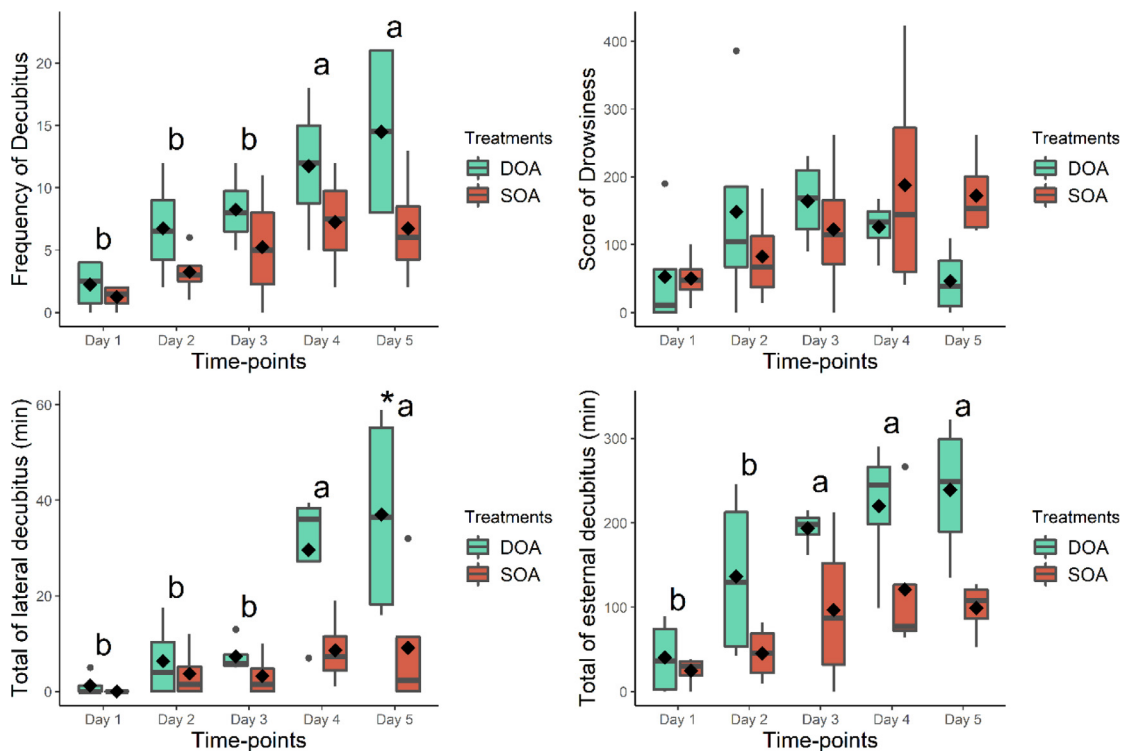 Frequency of Decubitus
20
15
10
5
0
b
b
b
a
a
Day 1
Day 2
Day 3
Day 4
Day 5
Time-points
Treatments
DOA
SOA
Score of Drowsiness
400
300
200
100
0
Day 1
Day 2
Day 3
Day 4
Day 5
Time-points
Treatments
DOA
SOA
Total of lateral decubitus (min)
60
40
20
0
b
b
b
a
* a
Day 1
Day 2
Day 3
Day 4
Day 5
Time-points
Treatments
DOA
SOA
Total of esternal decubitus (min)
300
200
100
0
b
b
a
a
a
Day 1
Day 2
Day 3
Day 4
Day 5
Time-points
Treatments
DOA
SOA